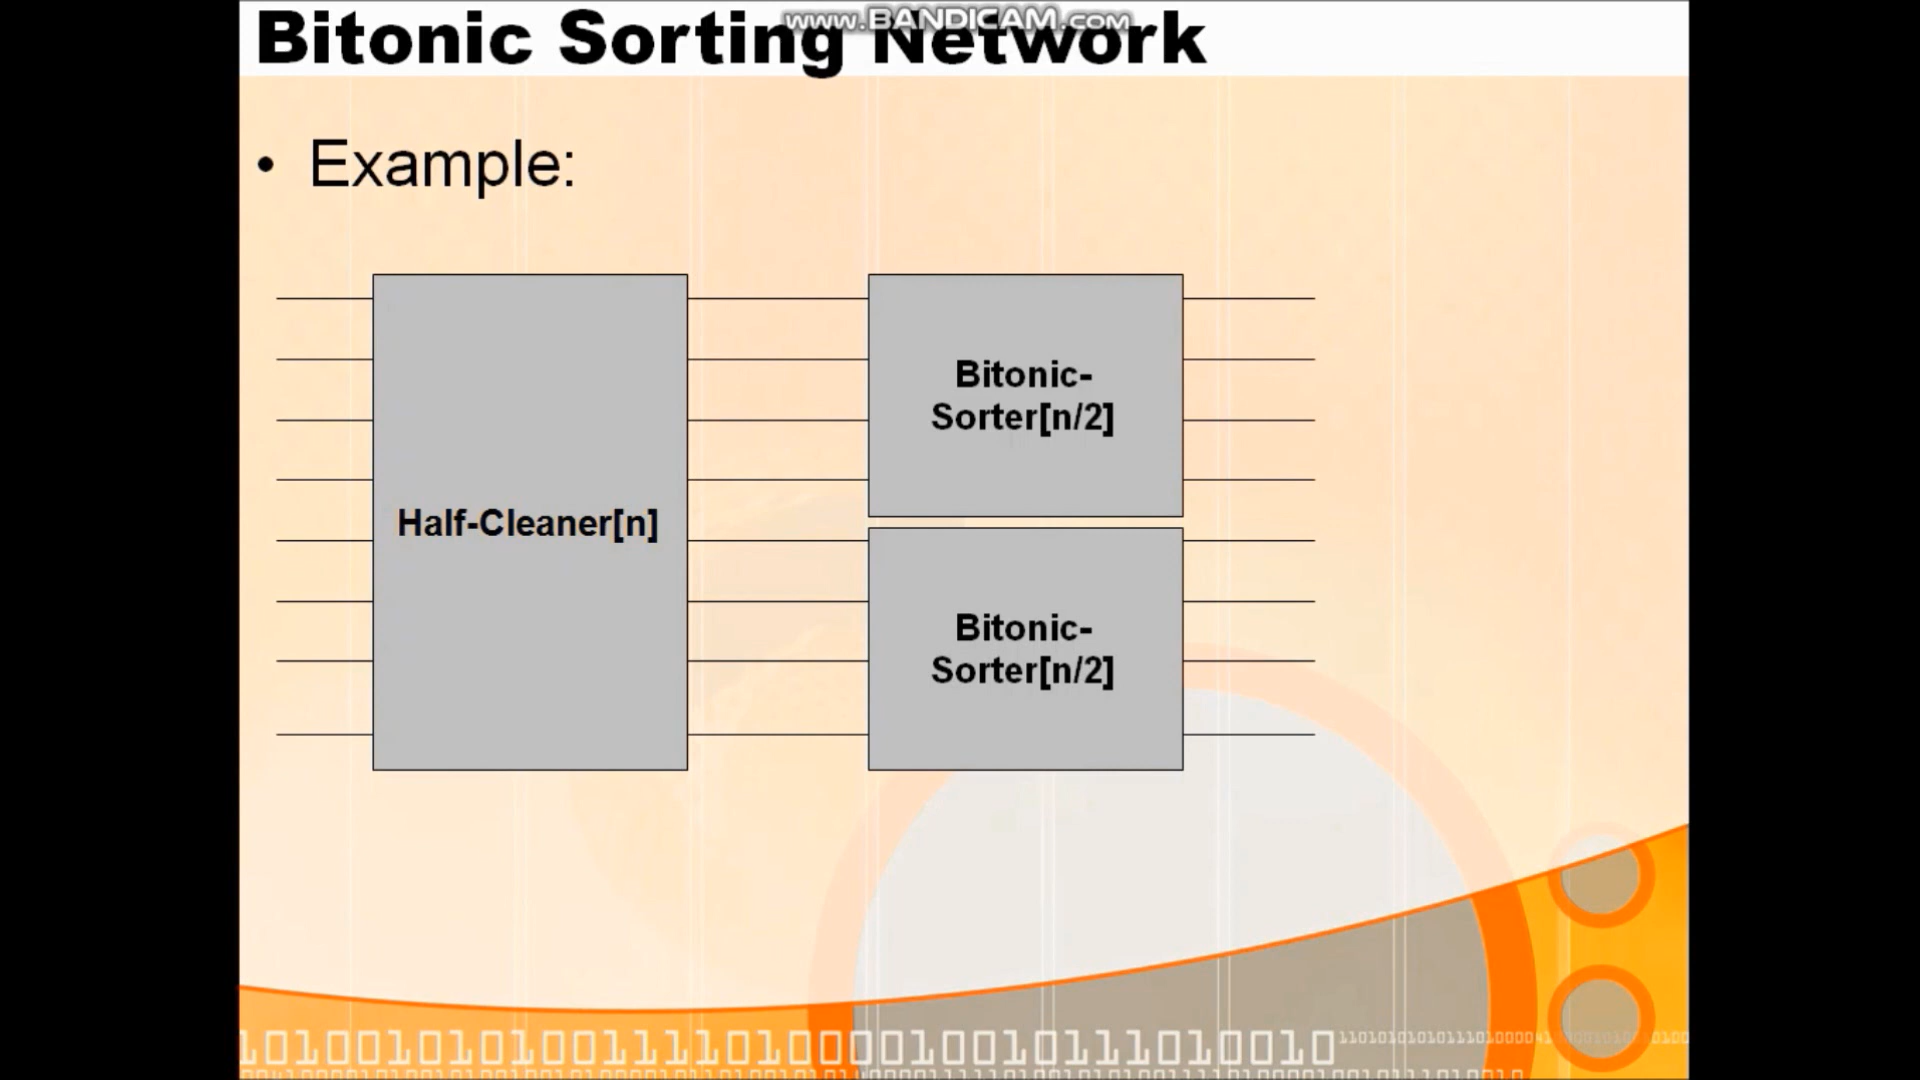 www.BANDICAM.com
Bitonic Sorting Network
• Example:
Half-Cleaner[n]
Bitonic-
Sorter[n/2]
Bitonic-
Sorter[n/2]